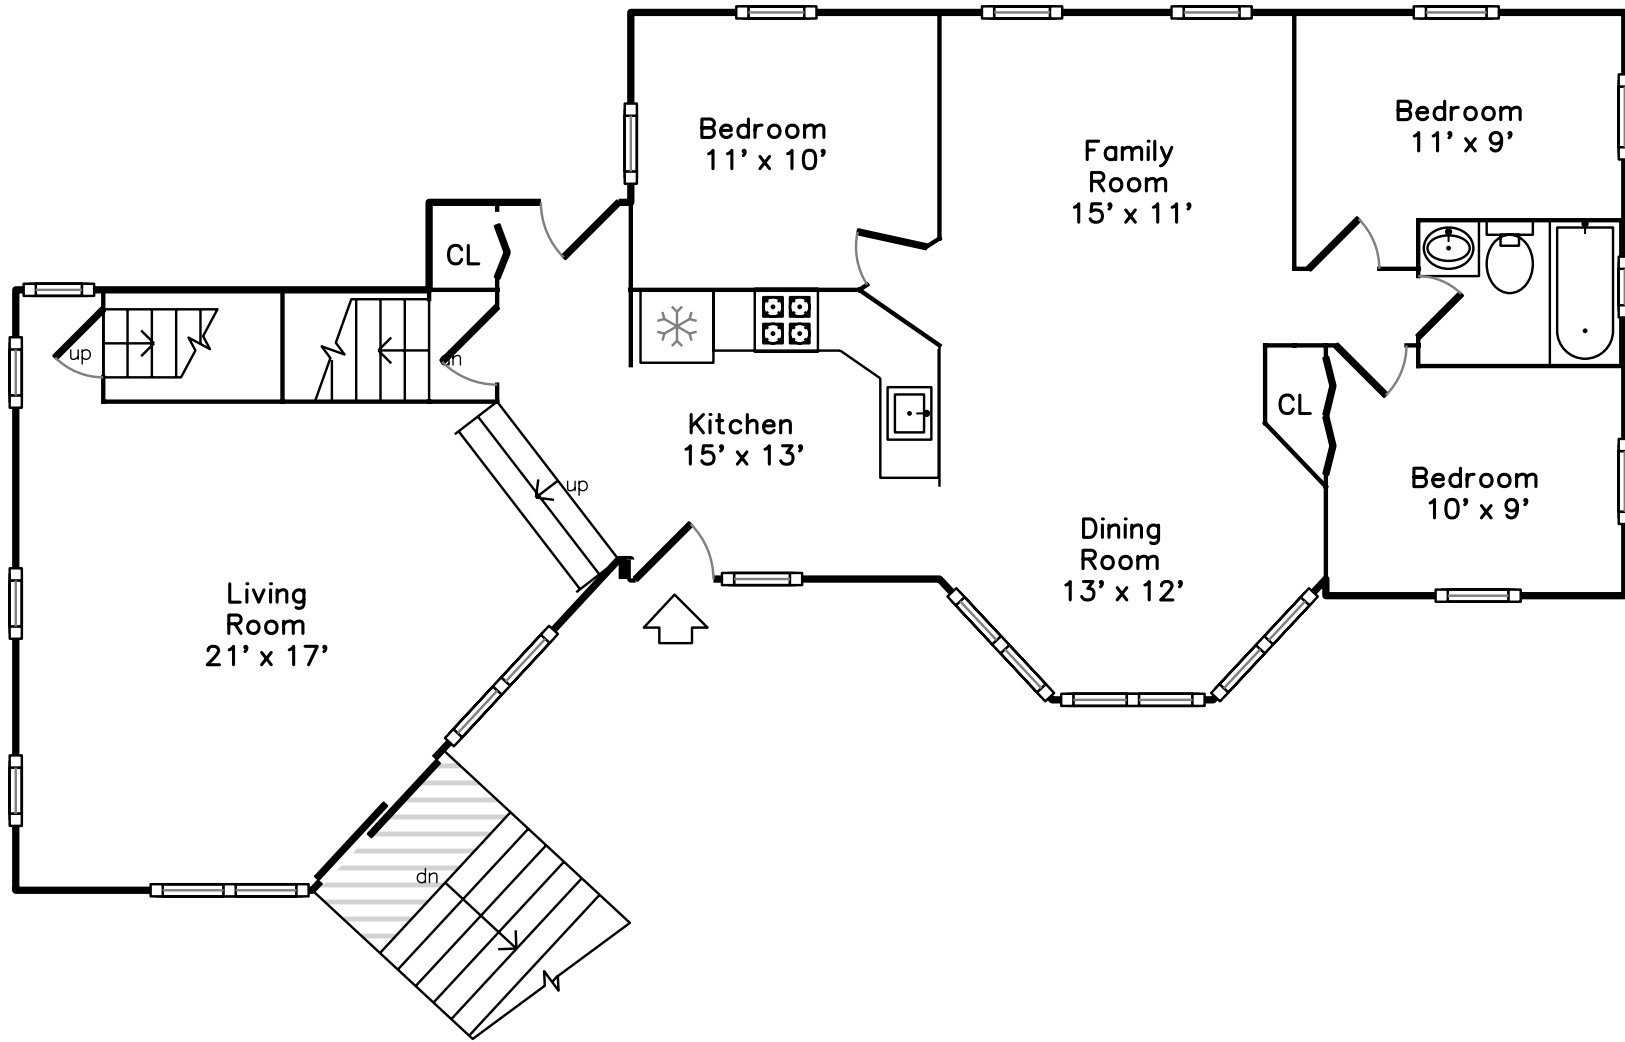 Bedroom
11' x 10'
Family
Room
15' x 11'
Bedroom
11' x 9'
CL
up
dn
Kitchen
15' x 13'
CL
up
Bedroom
10' x 9'
Dining
Room
13' x 12'
Living
Room
21' x 17'
dn